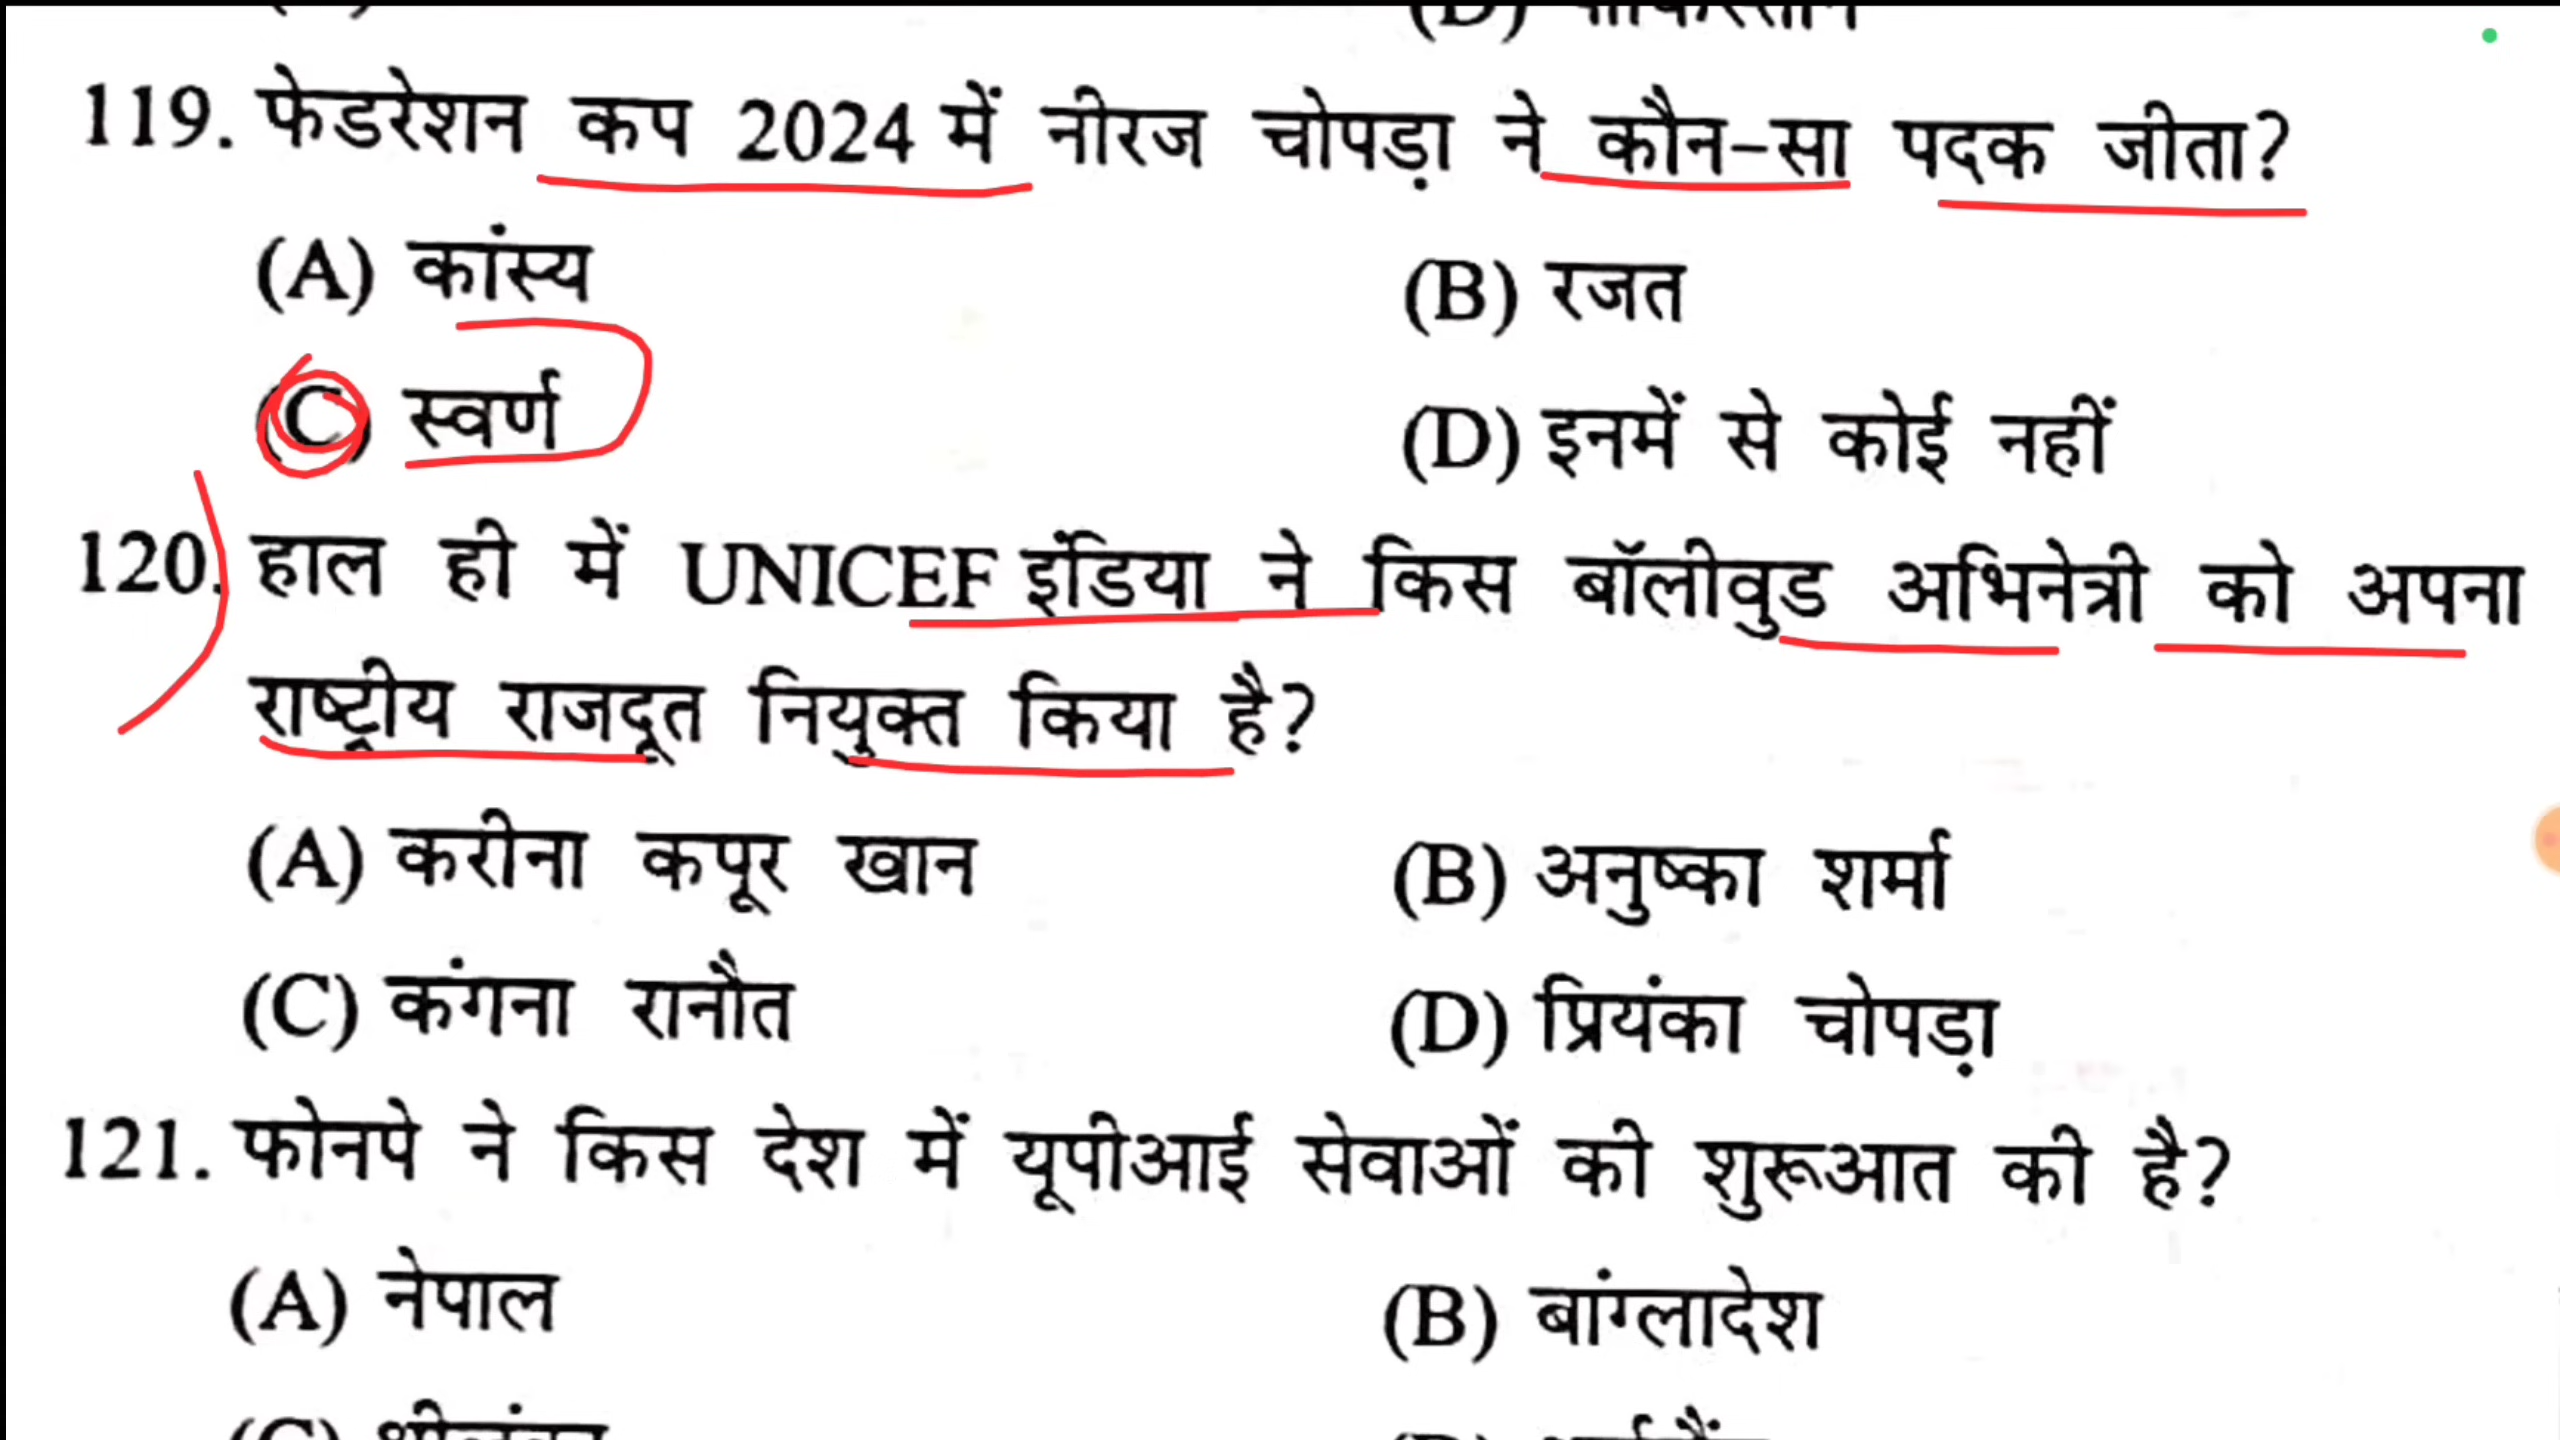 119. फेडरेशन कप 2024 में नीरज चोपड़ा ने कौन-सा पदक जीता?
(A) कांस्य (B) रजत
(C) स्वर्ण (D) इनमें से कोई नहीं
120. हाल ही में UNICEF इंडिया ने किस बॉलीवुड अभिनेत्री को अपना
राष्ट्रीय राजदूत नियुक्त किया है?
(A) करीना कपूर खान (B) अनुष्का शर्मा
(C) कंगना रानौत (D) प्रियंका चोपड़ा
121. फोनपे ने किस देश में यूपीआई सेवाओं की शुरूआत की है?
(A) नेपाल (B) बांग्लादेश